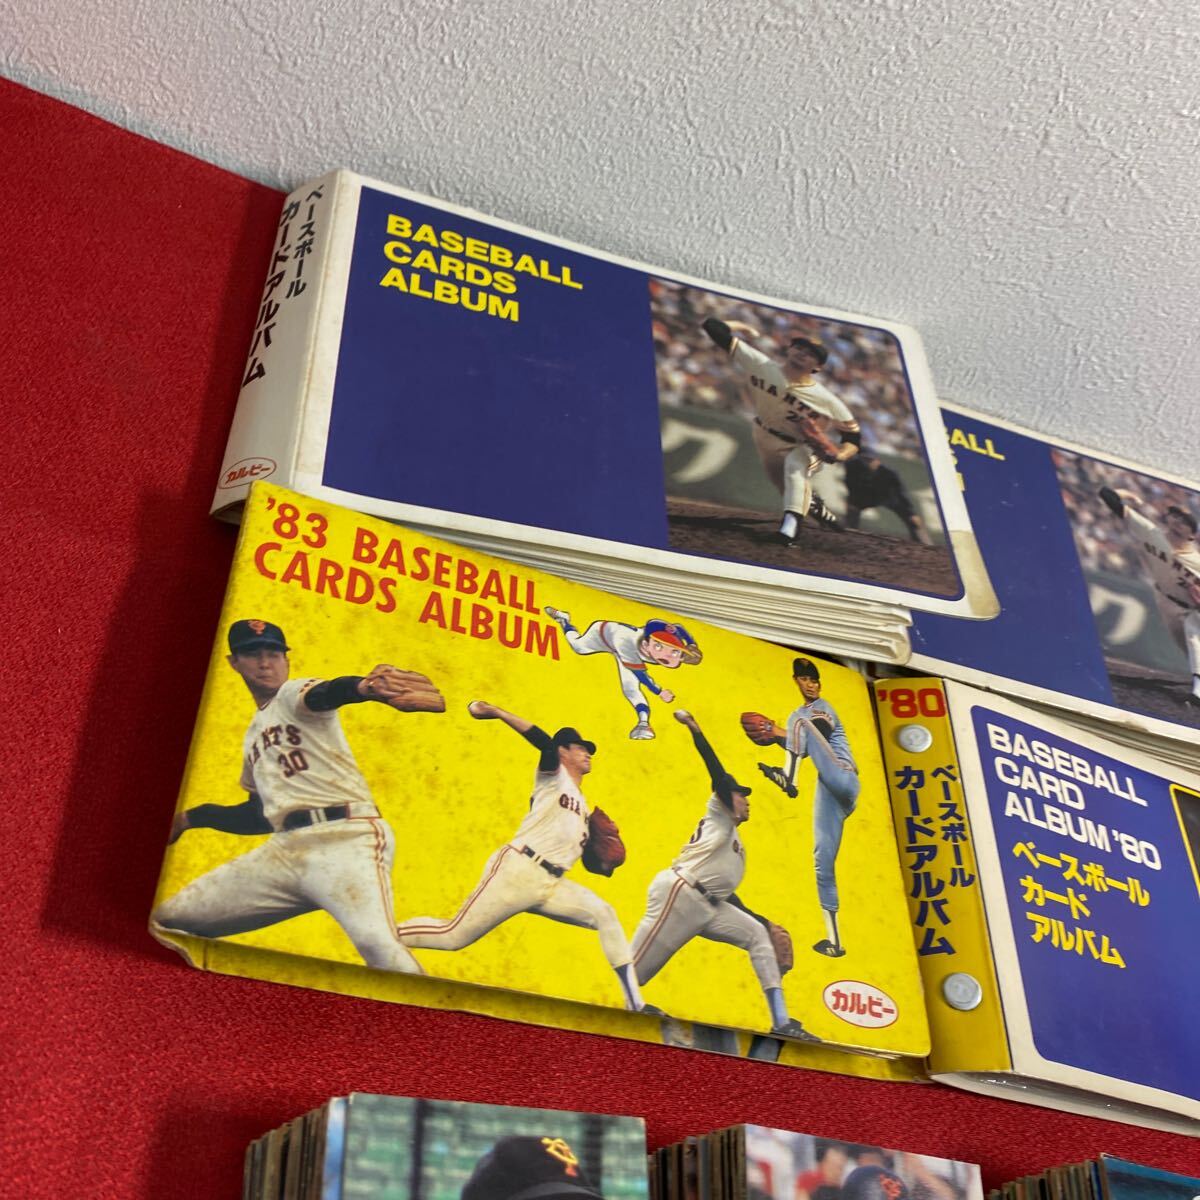 ベースボール
カードアルバム
カルビー
BASEBALL
CARDS
ALBUM
GIANTS
ク
BALL
'83 BASEBALL
CARDS ALBUM
30
カルビー
'80
ベースボール
カードアルバム
BASEBALL
CARD
ALBUM '80
ベースボール
カード
アルバム